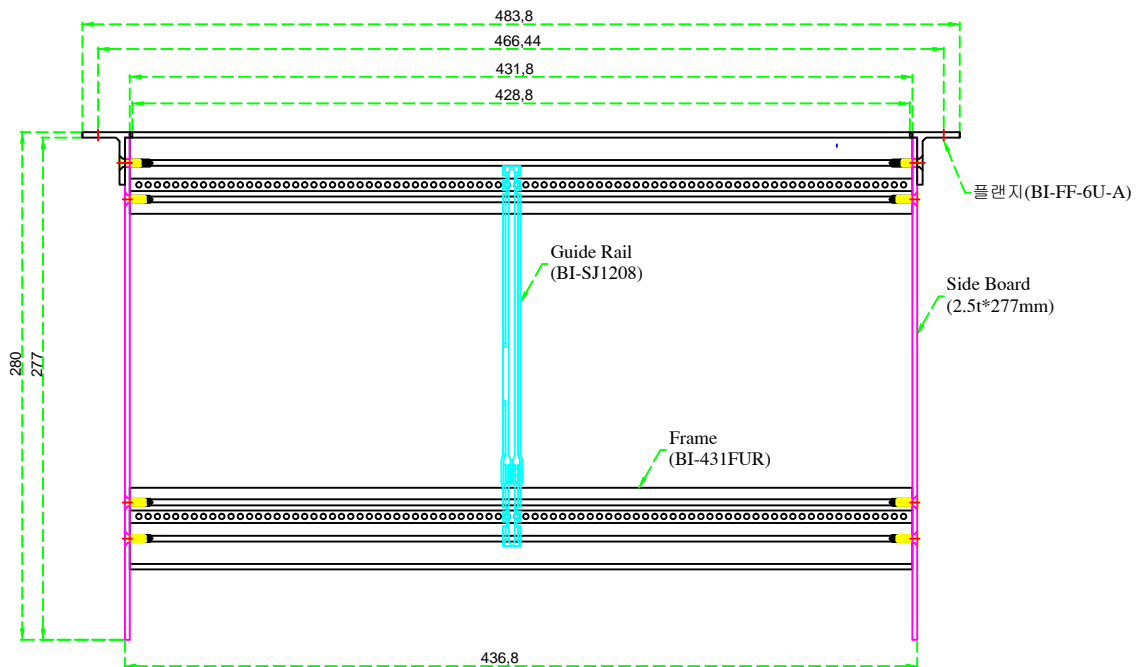 483,8
466,44
431,8
428,8
플랜지(BI-FF-6U-A)
Guide Rail
(BI-SJ1208)
Side Board
(2,5t*277mm)
280
277
Frame
(BI-431FUR)
436,8